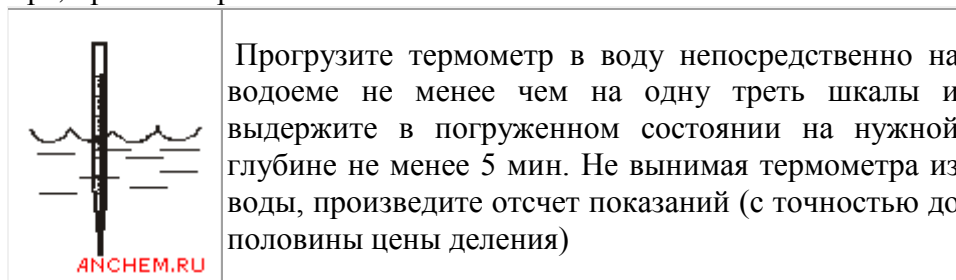 Прогрузите термометр в воду непосредственно на
водоеме не менее чем на одну треть шкалы и
выдержите в погруженном состоянии на нужной
глубине не менее 5 мин. Не вынимая термометра из
воды, произведите отсчет показаний (с точностью до
половины цены деления)
ANCHEM.RU